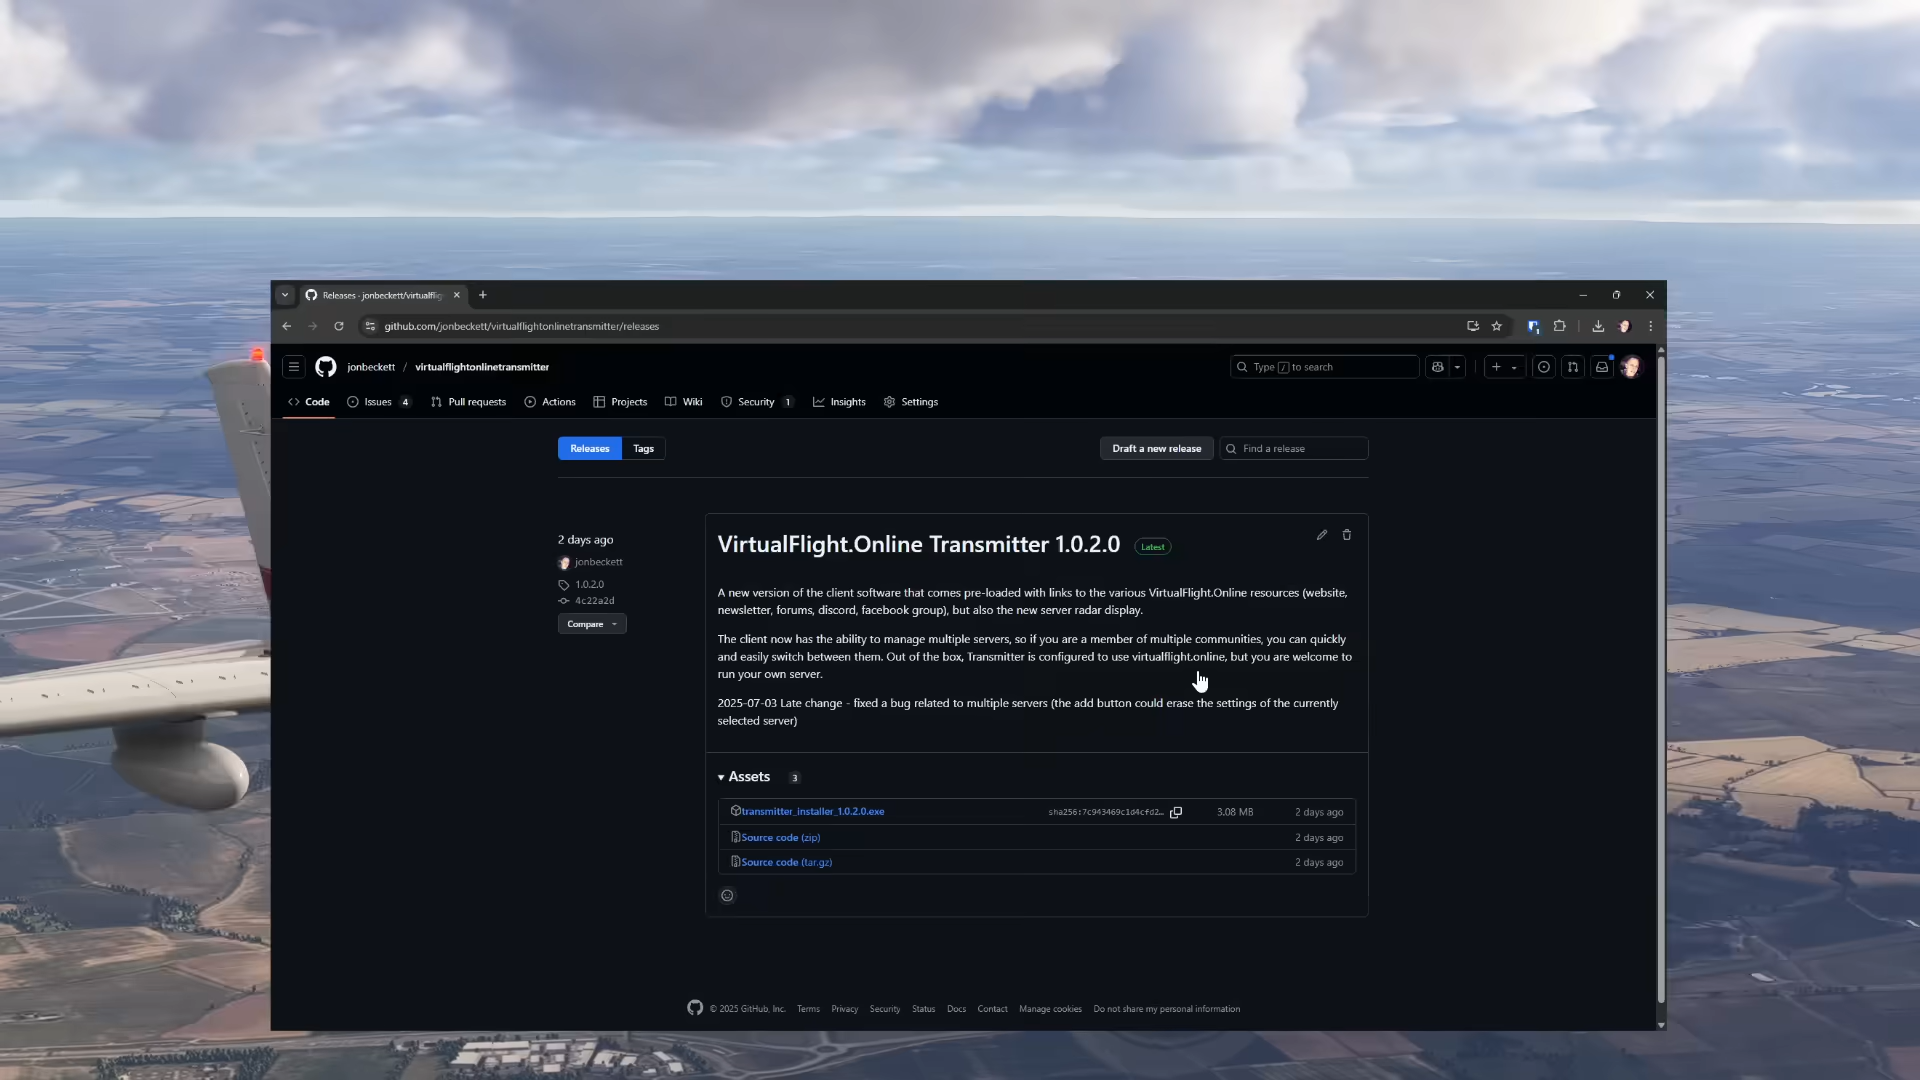 Releases - jonbeckett/virtualflig
github.com/jonbeckett/virtualflightonlinetransmitter/releases
jonbeckett / virtualflightonlinetransmitter
Type / to search
Code
Issues 4
Pull requests
Actions
Projects
Wiki
Security 1
Insights
Settings
Releases
Tags
Draft a new release
Find a release
2 days ago
jonbeckett
1.0.2.0
4c22a2d
Compare
VirtualFlight.Online Transmitter 1.0.2.0 Latest
A new version of the client software that comes pre-loaded with links to the various VirtualFlight.Online resources (website,
newsletter, forums, discord, facebook group), but also the new server radar display.
The client now has the ability to manage multiple servers, so if you are a member of multiple communities, you can quickly
and easily switch between them. Out of the box, Transmitter is configured to use virtualflight.online, but you are welcome to
run your own server.
2025-07-03 Late change - fixed a bug related to multiple servers (the add button could erase the settings of the currently
selected server)
Assets 3
transmitter_installer_1.0.2.0.exe sha256:7c943469c1d4cfd2… 3.08 MB 2 days ago
Source code (zip) 2 days ago
Source code (tar.gz) 2 days ago
© 2025 GitHub, Inc. Terms Privacy Security Status Docs Contact Manage cookies Do not share my personal information